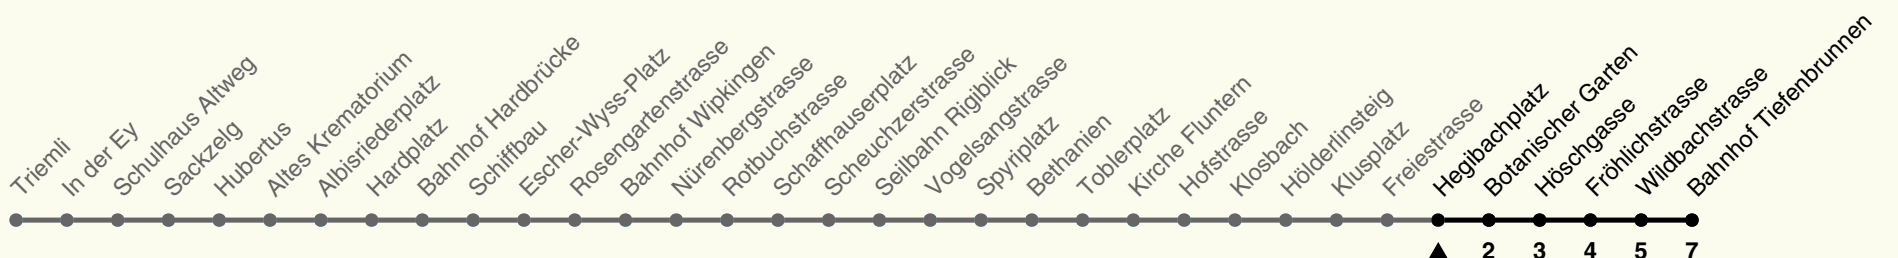 Triemli
In der Ey
Schulhaus Altweg
Sackzelg
Hubertus
Altes Krematorium
Albisriederplatz
Hardplatz
Bahnhof Hardbrücke
Schiffbau
Escher-Wyss-Platz
Rosengartenstrasse
Bahnhof Wipkingen
Nürenbergstrasse
Rotbuchstrasse
Schaffhauserplatz
Scheuchzerstrasse
Seilbahn Rigiblick
Vogelsangstrasse
Spyriplatz
Bethanien
Toblerplatz
Kirche Fluntern
Hofstrasse
Klosbach
Hölderlinsteig
Klusplatz
Freiestrasse
Hegibachplatz
Botanischer Garten
Höschgasse
Fröhlichstrasse
Wildbachstrasse
Bahnhof Tiefenbrunnen
2 3 4 5 7